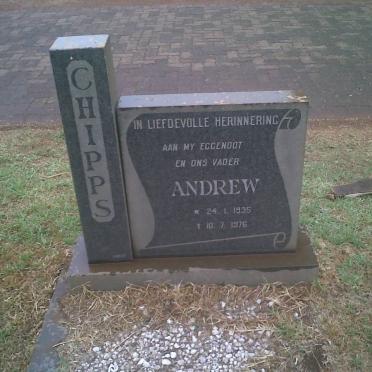 CHIPPS
IN LIEFDEVOLLE HERINNERING
AAN MY EGGENOOT
EN ONS VADER
ANDREW
* 24. 1. 1935
† 10. 7. 1976